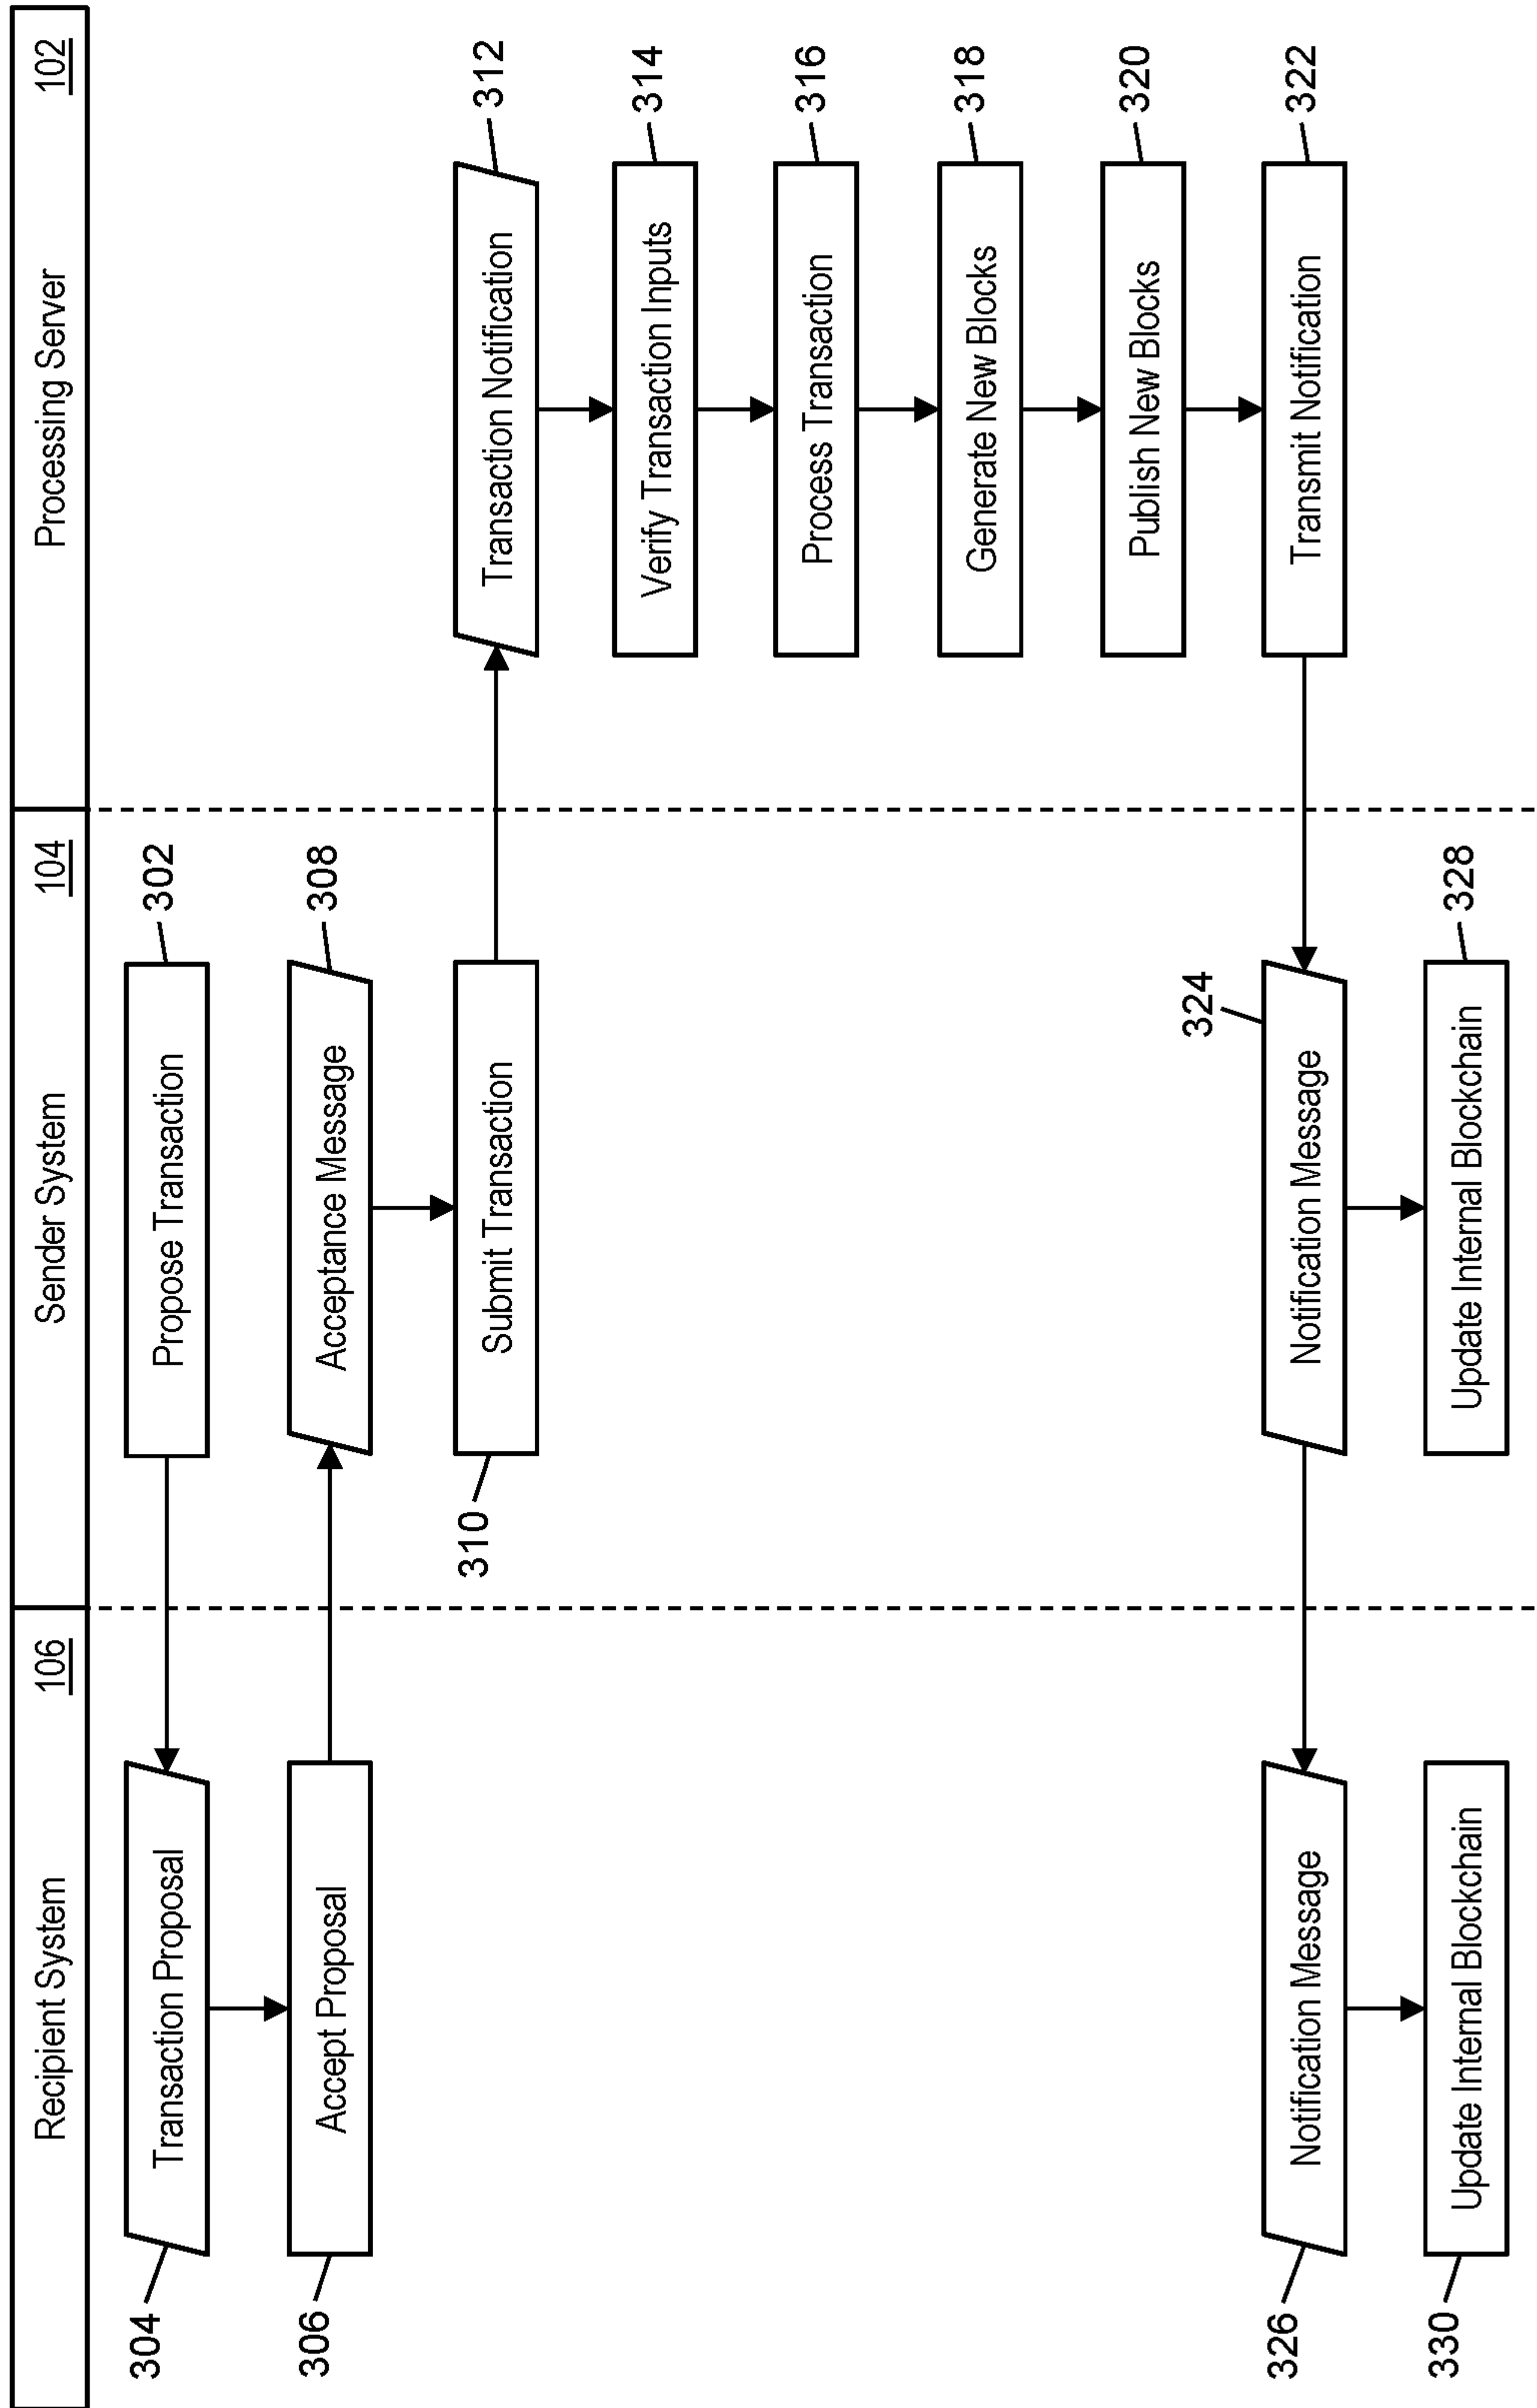 Recipient System
106
Sender System
104
Processing Server
102
304
Transaction Proposal
Propose Transaction
302
306
Accept Proposal
Acceptance Message
308
310
Submit Transaction
Transaction Notification
312
Verify Transaction Inputs
314
Process Transaction
316
Generate New Blocks
318
Publish New Blocks
320
326
Notification Message
Notification Message
324
Transmit Notification
322
330
Update Internal Blockchain
Update Internal Blockchain
328